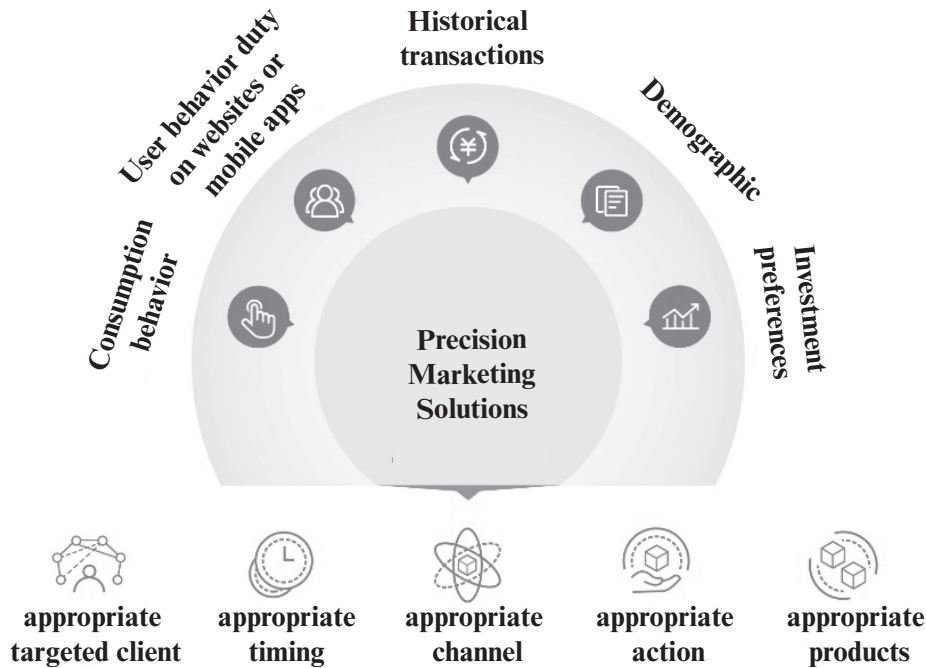 Historical
transactions
User behavior duty
on websites or
mobile apps
Demographic
Consumption
behavior
Investment
preferences
¥
Precision
Marketing
Solutions
appropriate
targeted client
appropriate
timing
appropriate
channel
appropriate
action
appropriate
products